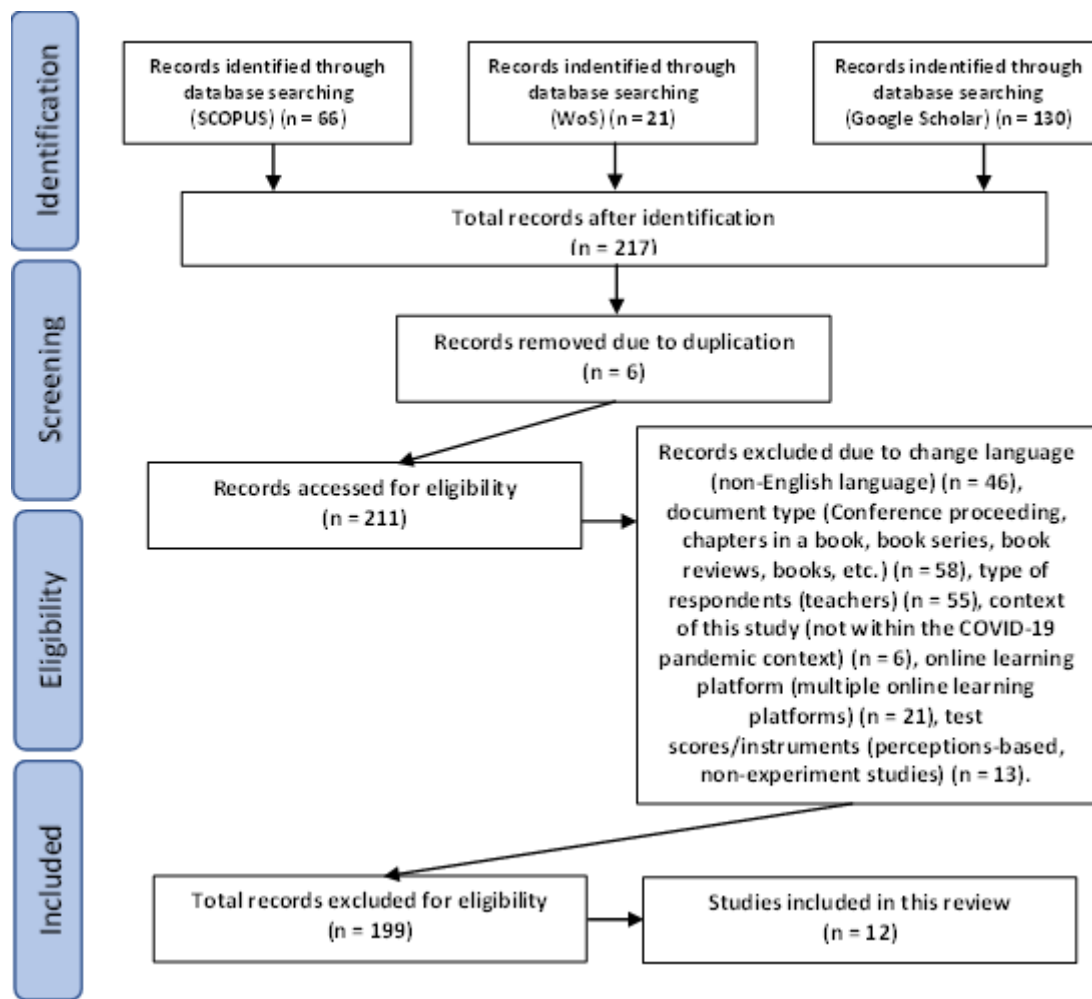 Identification
Records identified through
database searching
(SCOPUS) (n = 66)
Records indentified through
database searching
(WoS) (n = 21)
Records indentified through
database searching
(Google Scholar) (n = 130)
Total records after identification
(n = 217)
Screening
Records removed due to duplication
(n = 6)
Records accessed for eligibility
(n = 211)
Records excluded due to change language
(non-English language) (n = 46),
document type (Conference proceeding,
chapters in a book, book series, book
reviews, books, etc.) (n = 58), type of
respondents (teachers) (n = 55), context
of this study (not within the COVID-19
pandemic context) (n = 6), online learning
platform (multiple online learning
platforms) (n = 21), test
scores/instruments (perceptions-based,
non-experiment studies) (n = 13).
Eligibility
Included
Total records excluded for eligibility
(n = 199)
Studies included in this review
(n = 12)